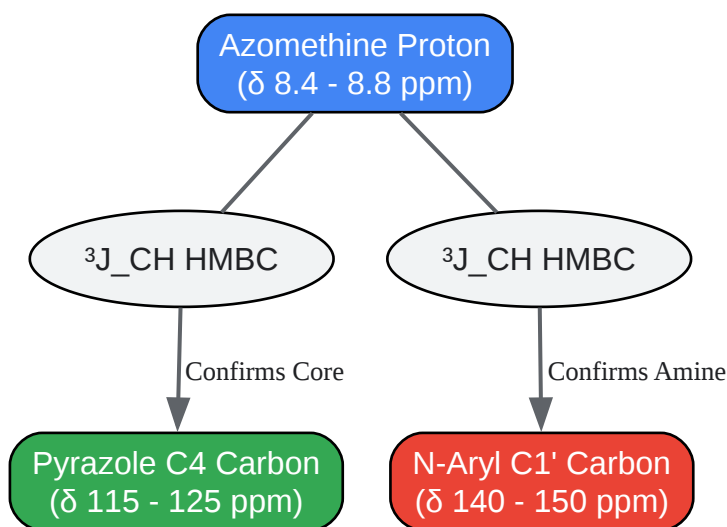 Azomethine Proton
(δ 8.4 - 8.8 ppm)
³J_CH HMBC
³J_CH HMBC
Confirms Core
Confirms Amine
Pyrazole C4 Carbon
(δ 115 - 125 ppm)
N-Aryl C1' Carbon
(δ 140 - 150 ppm)